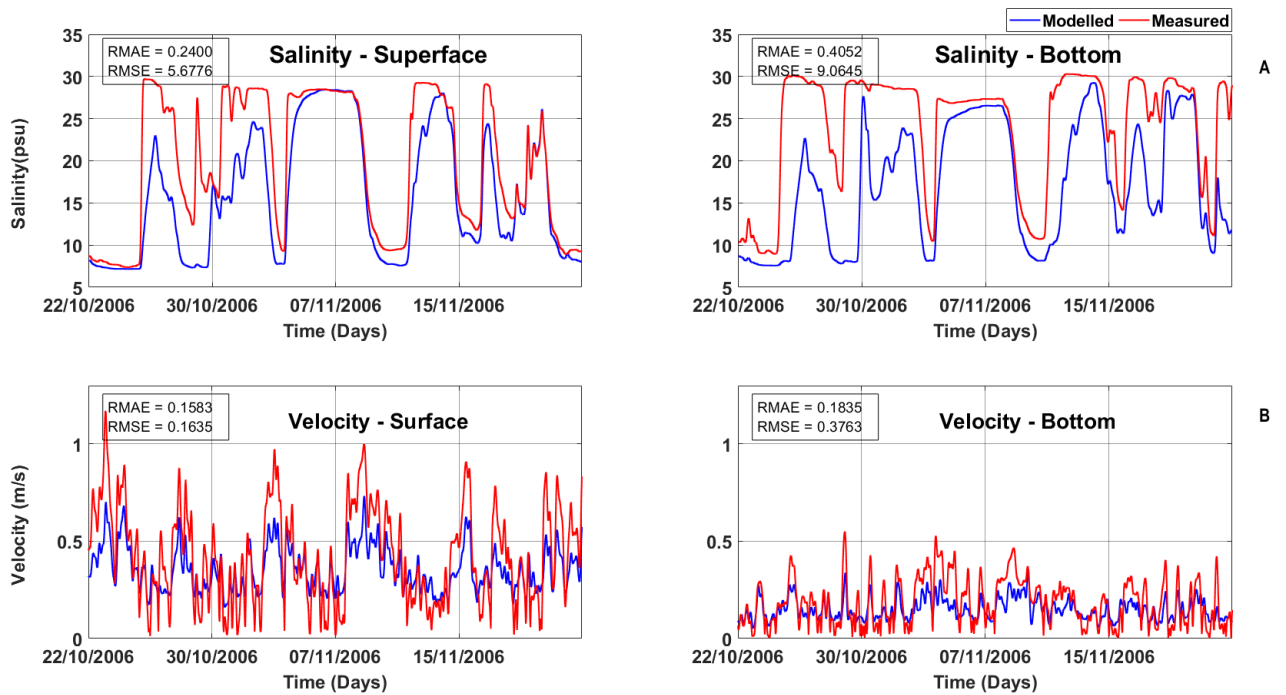 Modelled Measured
RMAE = 0.2400
RMSE = 5.6776
Salinity - Superface
35
30
25
20
15
10
5
Salinity(psu)
22/10/2006 30/10/2006 07/11/2006 15/11/2006
Time (Days)
RMAE = 0.4052
RMSE = 9.0645
Salinity - Bottom
A
35
30
25
20
15
10
5
22/10/2006 30/10/2006 07/11/2006 15/11/2006
Time (Days)
RMAE = 0.1583
RMSE = 0.1635
Velocity - Surface
1
0.5
0
Velocity (m/s)
22/10/2006 30/10/2006 07/11/2006 15/11/2006
Time (Days)
RMAE = 0.1835
RMSE = 0.3763
Velocity - Bottom
B
1
0.5
0
22/10/2006 30/10/2006 07/11/2006 15/11/2006
Time (Days)